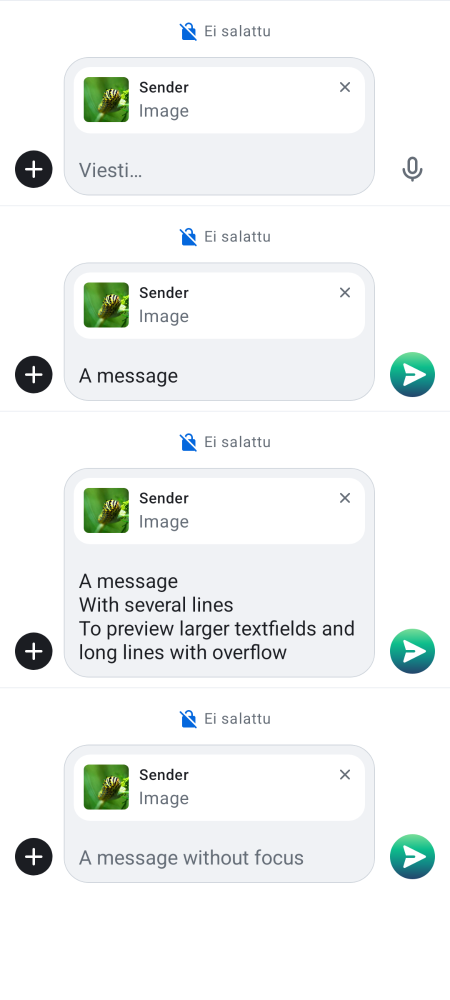 Ei salattu
Sender
Image
Viesti…
Ei salattu
Sender
Image
A message
Ei salattu
Sender
Image
A message
With several lines
To preview larger textfields and
long lines with overflow
Ei salattu
Sender
Image
A message without focus